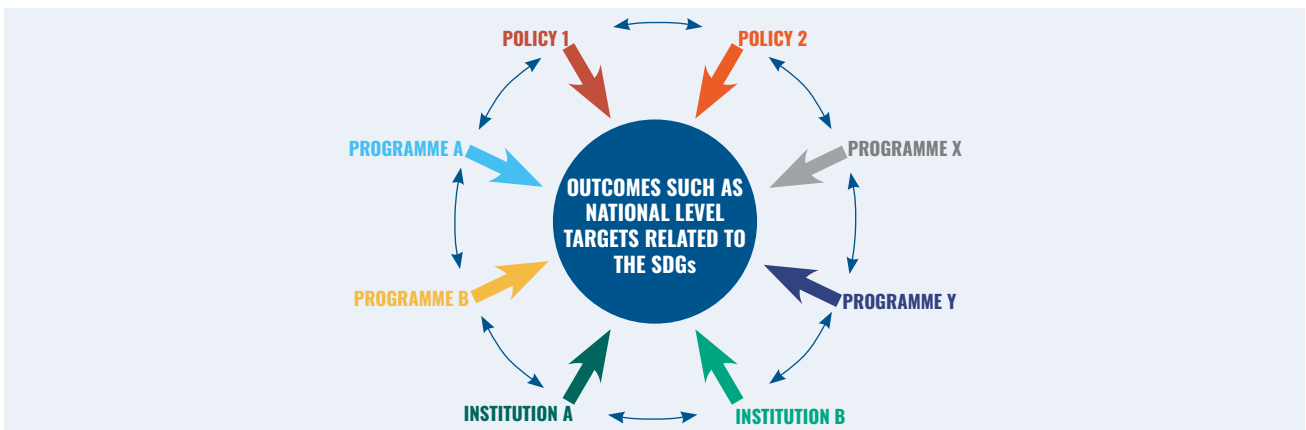 POLICY 1
POLICY 2
PROGRAMME A
PROGRAMME X
OUTCOMES SUCH AS
NATIONAL LEVEL
TARGETS RELATED TO
THE SDGs
PROGRAMME B
PROGRAMME Y
INSTITUTION A
INSTITUTION B